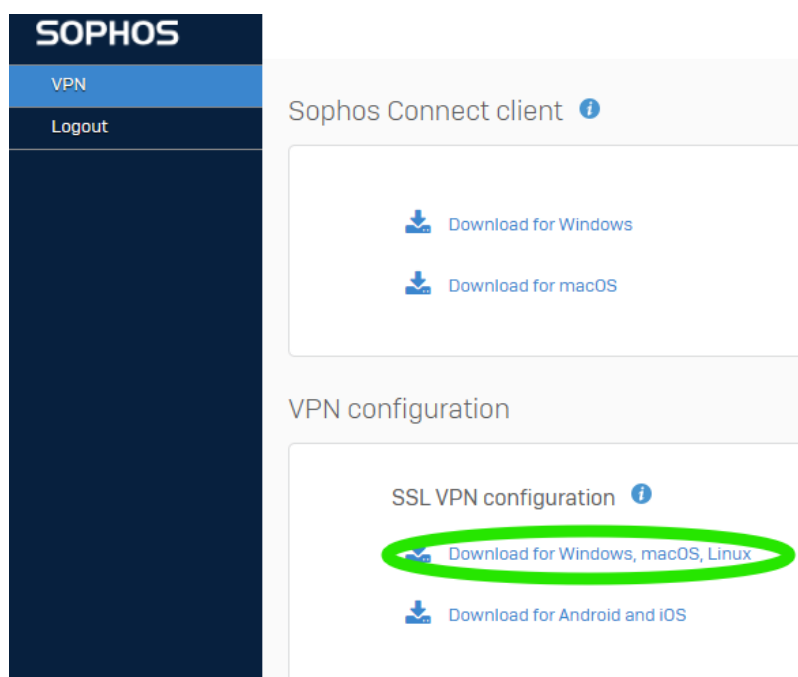 SOPHOS
VPN
Logout
Sophos Connect client
Download for Windows
Download for macOS
VPN configuration
SSL VPN configuration
Download for Windows, macOS, Linux
Download for Android and iOS